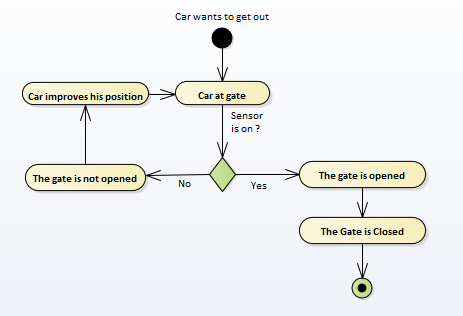 Car wants to get out
Car improves his position
Car at gate
Sensor
is on ?
The gate is not opened
No
Yes
The gate is opened
The Gate is Closed